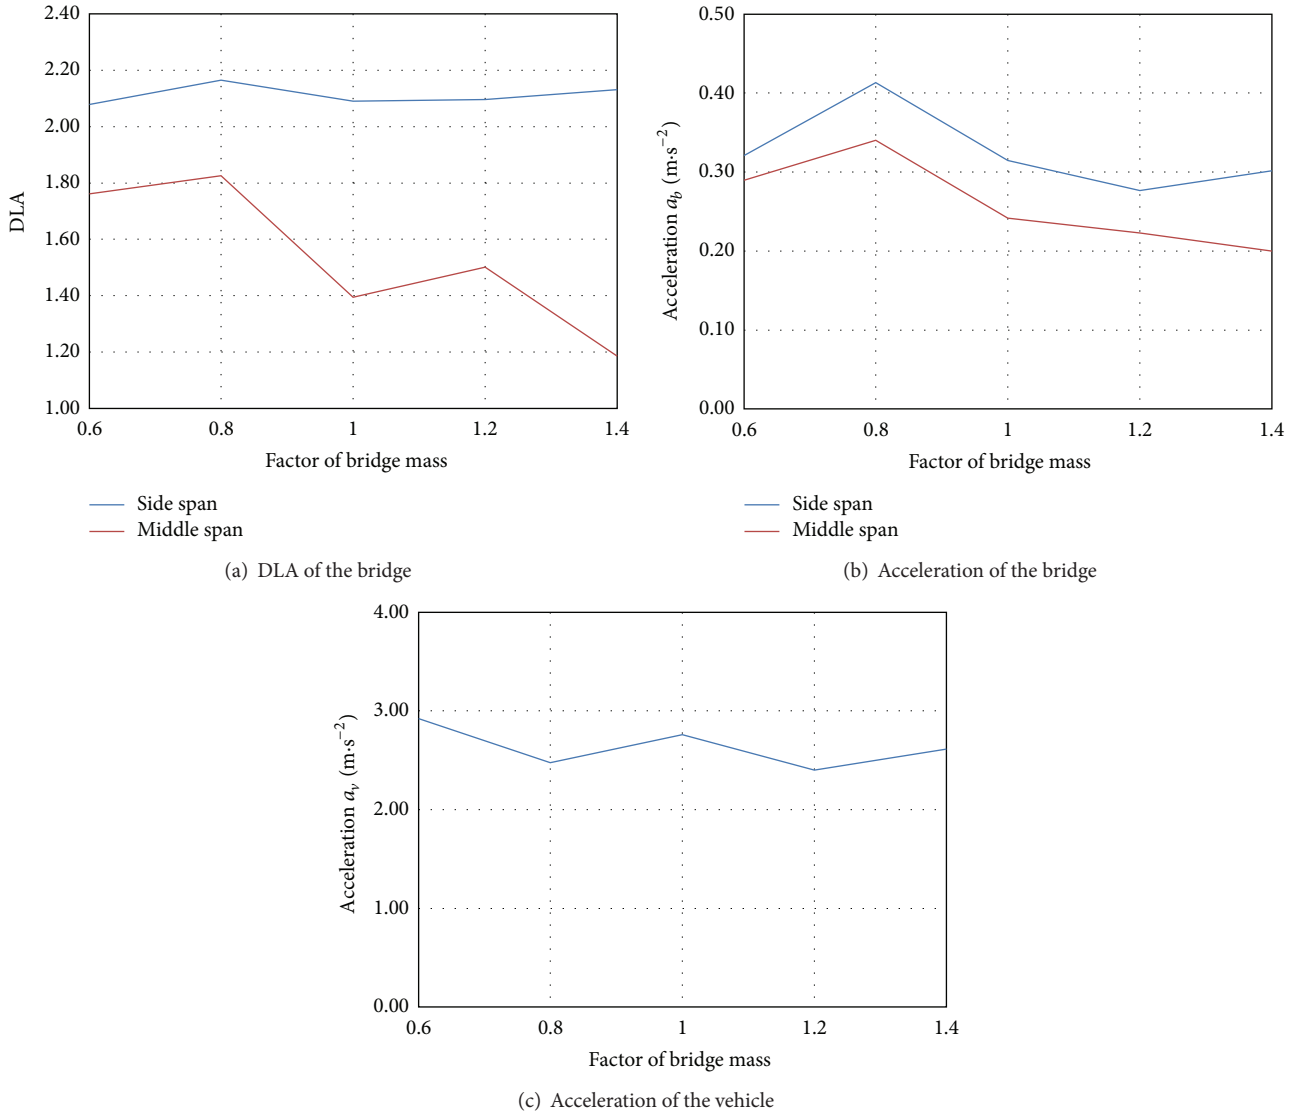 2.40
2.20
2.00
1.80
1.60
1.40
1.20
1.00
DLA
0.6 0.8 1 1.2 1.4
Factor of bridge mass
Side span
Middle span
(a) DLA of the bridge
0.50
0.40
0.30
0.20
0.10
0.00
Acceleration a_b (m·s⁻²)
0.6 0.8 1 1.2 1.4
Factor of bridge mass
Side span
Middle span
(b) Acceleration of the bridge
4.00
3.00
2.00
1.00
0.00
Acceleration a_v (m·s⁻²)
0.6 0.8 1 1.2 1.4
Factor of bridge mass
(c) Acceleration of the vehicle